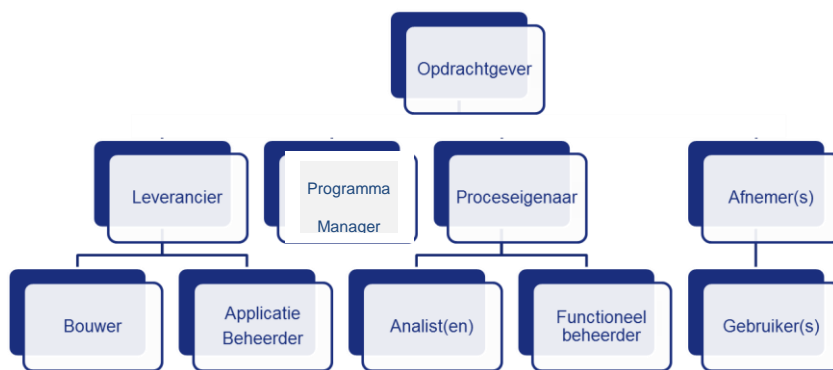 Opdrachtgever
Leverancier
Programma
Manager
Proceseigenaar
Afnemer(s)
Bouwer
Applicatie
Beheerder
Analist(en)
Functioneel
beheerder
Gebruiker(s)